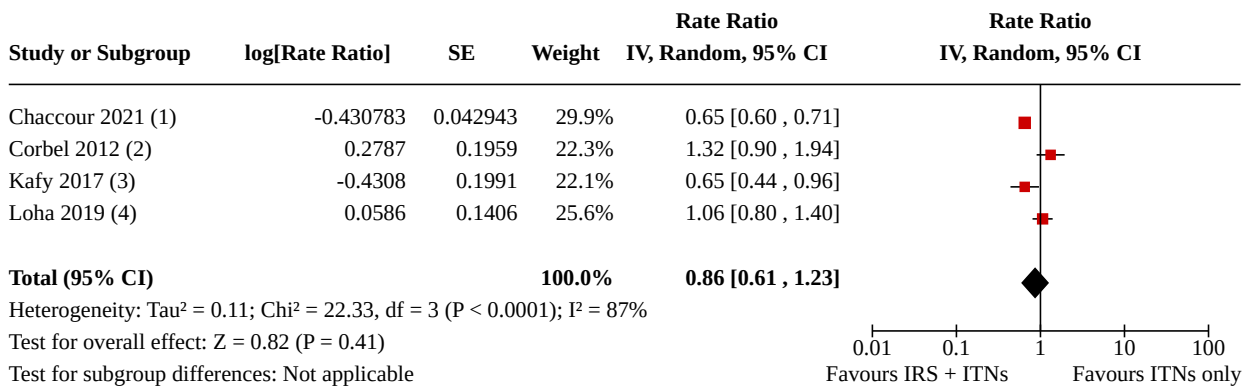 Rate Ratio Rate Ratio
Study or Subgroup log[Rate Ratio] SE Weight IV, Random, 95% CI IV, Random, 95% CI
Chaccour 2021 (1) -0.430783 0.042943 29.9% 0.65 [0.60 , 0.71]
Corbel 2012 (2) 0.2787 0.1959 22.3% 1.32 [0.90 , 1.94]
Kafy 2017 (3) -0.4308 0.1991 22.1% 0.65 [0.44 , 0.96]
Loha 2019 (4) 0.0586 0.1406 25.6% 1.06 [0.80 , 1.40]
Total (95% CI) 100.0% 0.86 [0.61 , 1.23]
Heterogeneity: Tau² = 0.11; Chi² = 22.33, df = 3 (P < 0.0001); I² = 87%
Test for overall effect: Z = 0.82 (P = 0.41)
0.01 0.1 1 10 100
Test for subgroup differences: Not applicable Favours IRS + ITNs Favours ITNs only